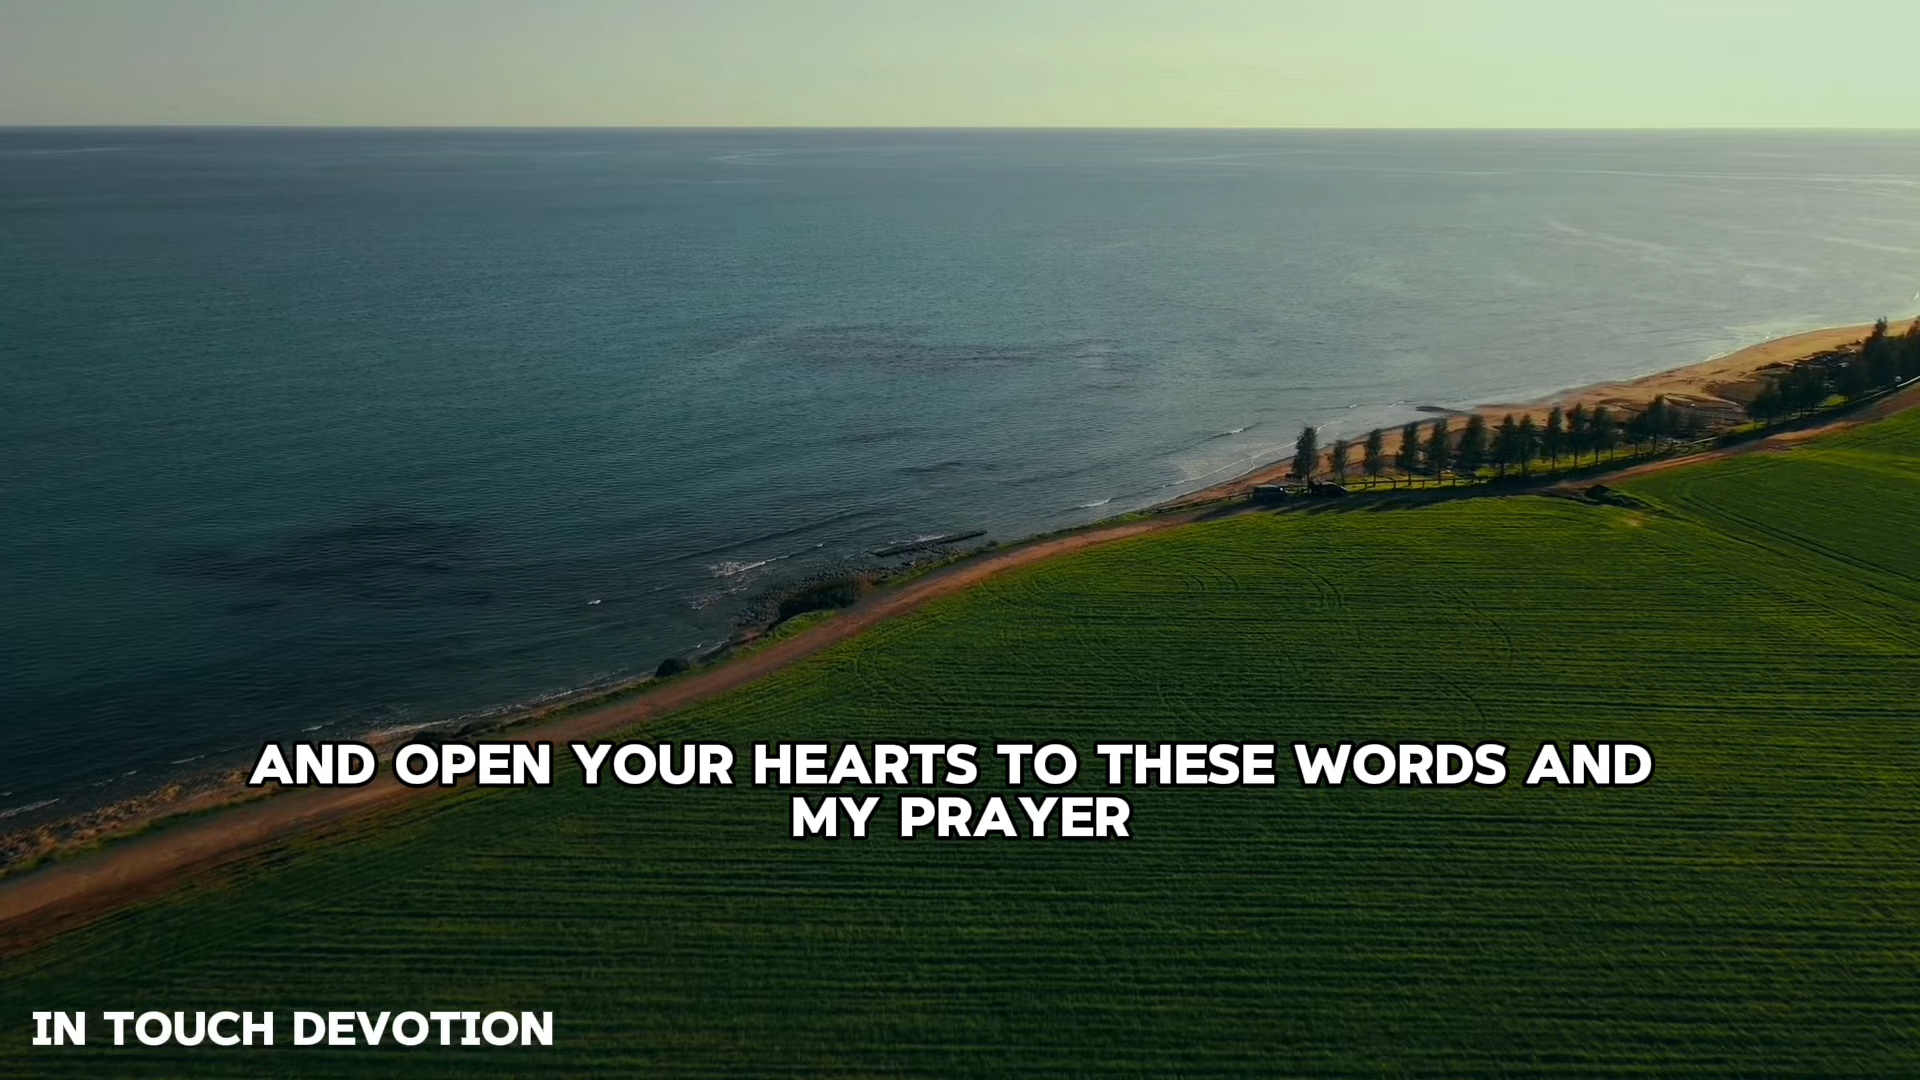 AND OPEN YOUR HEARTS TO THESE WORDS AND
MY PRAYER
IN TOUCH DEVOTION